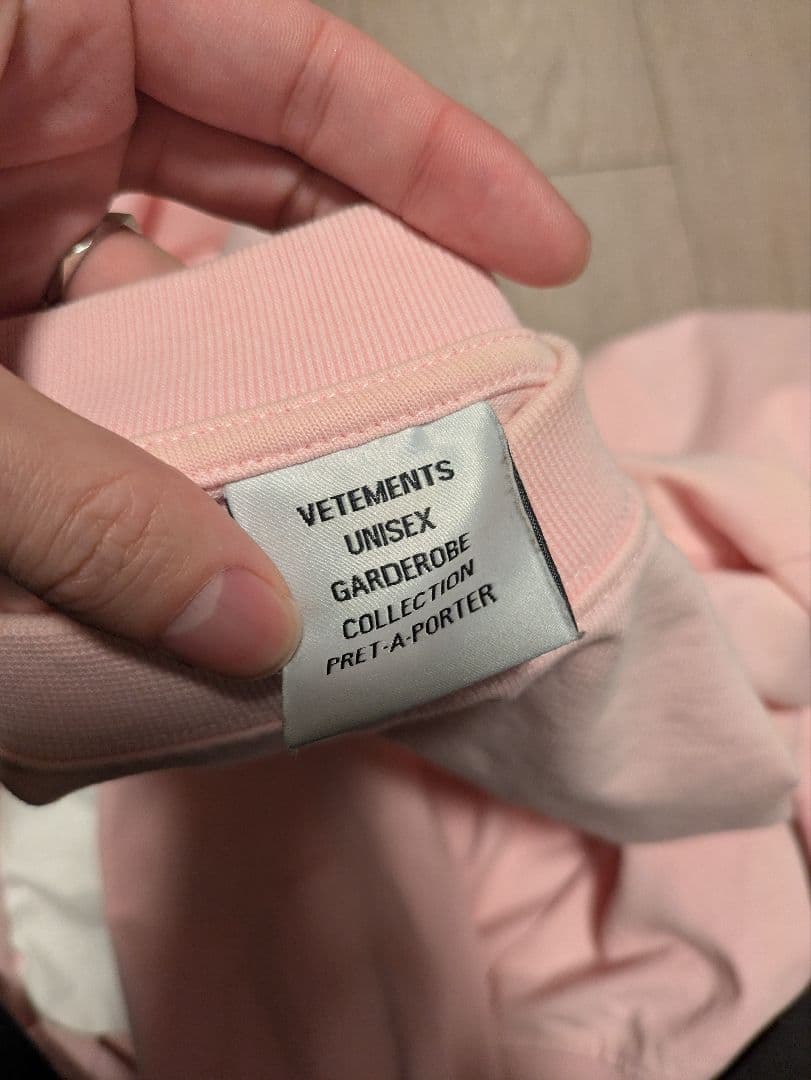 VETEMENTS
UNISEX
GARDEROBE
COLLECTION
PRET-A-PORTER